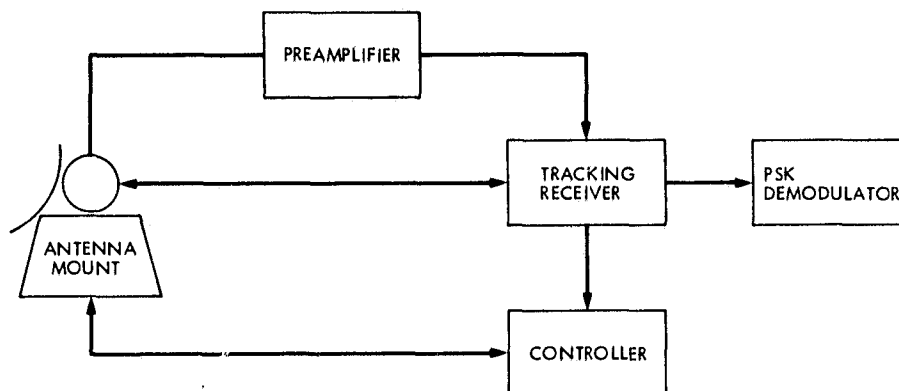 PREAMPLIFIER
TRACKING
RECEIVER
PSK
DEMODULATOR
ANTENNA
MOUNT
CONTROLLER